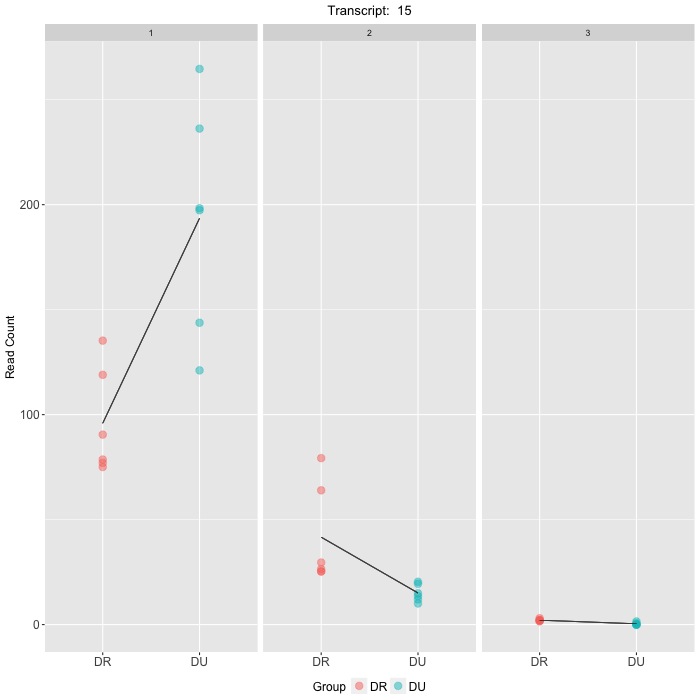 Transcript:  15
1 2 3
Read Count
200
100
0
DR DU DR DU DR DU
Group DR DU